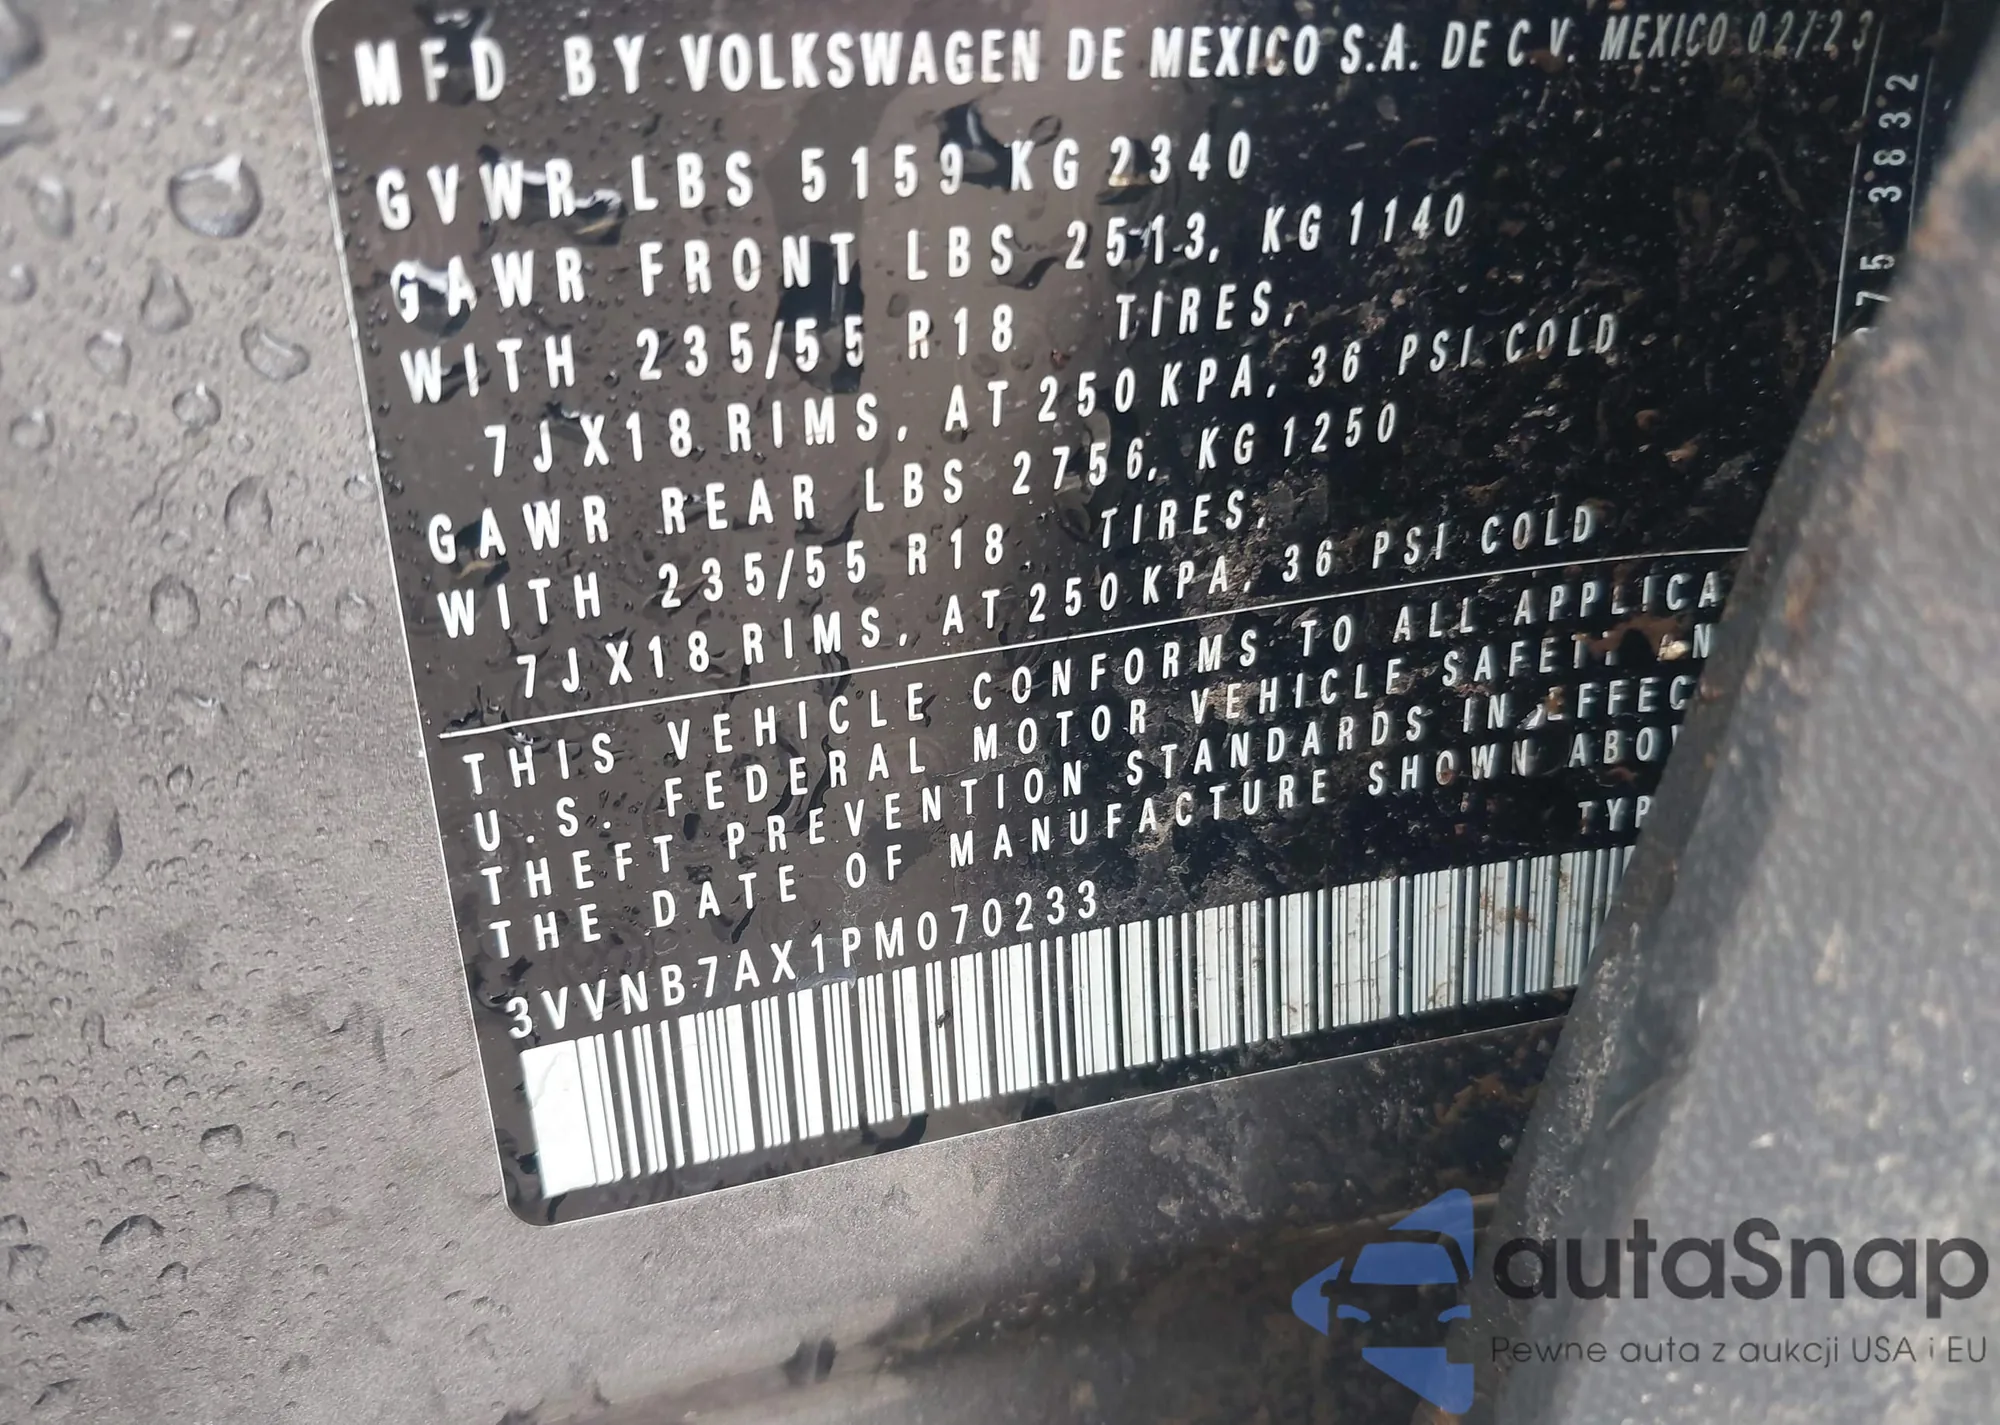 MFD BY VOLKSWAGEN DE MEXICO S.A. DE C.V. MEXICO 02/23
GVWR LBS 5159 KG 2340
GAWR FRONT LBS 2513, KG 1140
WITH 235/55 R18 TIRES,
7JX18 RIMS, AT 250 KPA, 36 PSI COLD
GAWR REAR LBS 2756, KG 1250
WITH 235/55 R18 TIRES,
7JX18 RIMS, AT 250 KPA, 36 PSI COLD
THIS VEHICLE CONFORMS TO ALL APPLICA
U.S. FEDERAL MOTOR VEHICLE SAFETY AN
THEFT PREVENTION STANDARDS IN EFFEC
THE DATE OF MANUFACTURE SHOWN ABOV
TYP
3VVNB7AX1PM070233
75 3832
autaSnap
Pewne auta z aukcji USA i EU